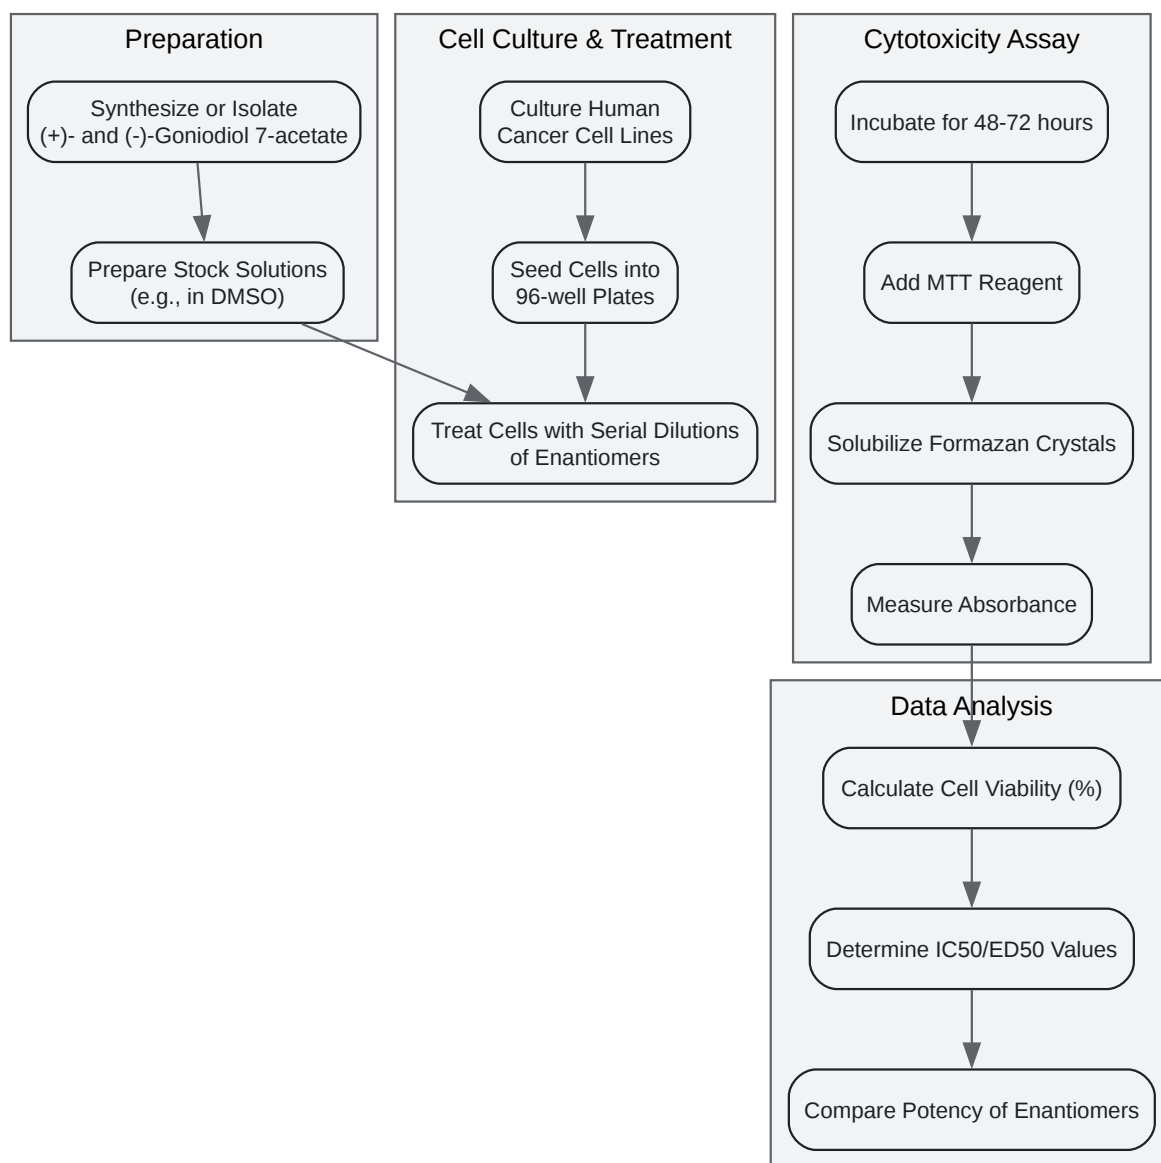 Preparation
Synthesize or Isolate
(+)- and (-)-Goniodiol 7-acetate
Prepare Stock Solutions
(e.g., in DMSO)
Cell Culture & Treatment
Culture Human
Cancer Cell Lines
Seed Cells into
96-well Plates
Treat Cells with Serial Dilutions
of Enantiomers
Cytotoxicity Assay
Incubate for 48-72 hours
Add MTT Reagent
Solubilize Formazan Crystals
Measure Absorbance
Data Analysis
Calculate Cell Viability (%)
Determine IC50/ED50 Values
Compare Potency of Enantiomers